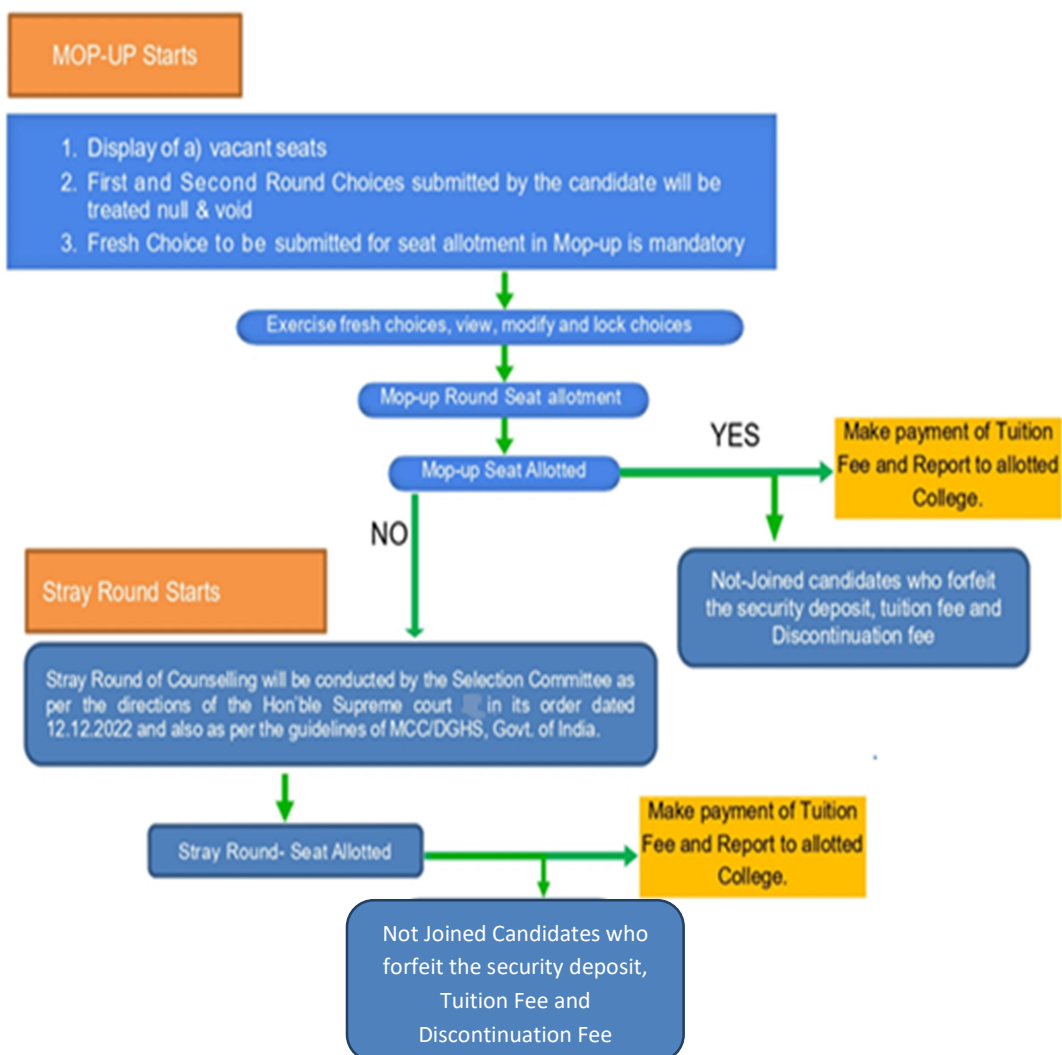 MOP-UP Starts
1. Display of a) vacant seats
2. First and Second Round Choices submitted by the candidate will be
treated null & void
3. Fresh Choice to be submitted for seat allotment in Mop-up is mandatory
Exercise fresh choices, view, modify and lock choices
Mop-up Round Seat allotment
Mop-up Seat Allotted
YES
Make payment of Tuition
Fee and Report to allotted
College.
NO
Not-Joined candidates who forfeit
the security deposit, tuition fee and
Discontinuation fee
Stray Round Starts
Stray Round of Counselling will be conducted by the Selection Committee as
per the directions of the Hon'ble Supreme court in its order dated
12.12.2022 and also as per the guidelines of MCC/DGHS, Govt. of India.
Stray Round- Seat Allotted
Make payment of Tuition
Fee and Report to allotted
College.
Not Joined Candidates who
forfeit the security deposit,
Tuition Fee and
Discontinuation Fee